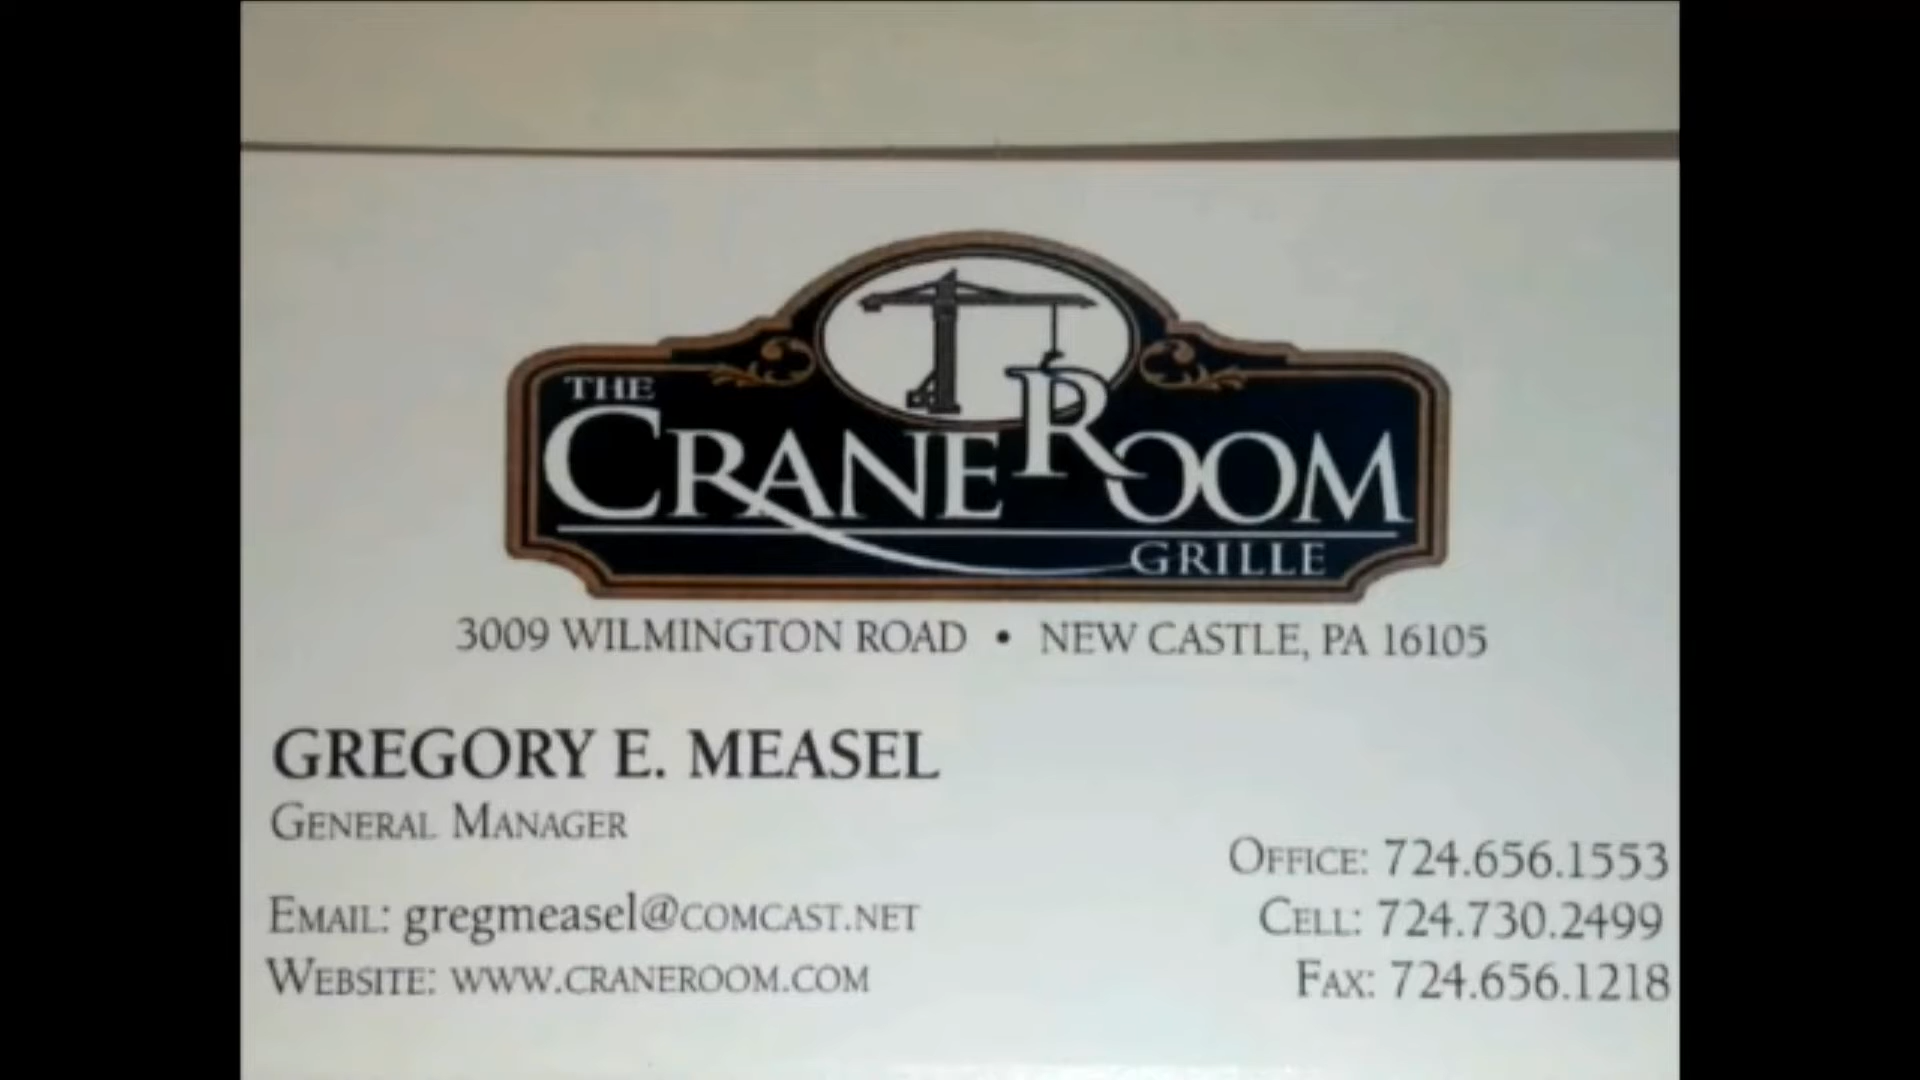 THE
CRANE ROOM
GRILLE
3009 WILMINGTON ROAD • NEW CASTLE, PA 16105
GREGORY E. MEASEL
GENERAL MANAGER
EMAIL: gregmeasel@COMCAST.NET
WEBSITE: WWW.CRANEROOM.COM
OFFICE: 724.656.1553
CELL: 724.730.2499
FAX: 724.656.1218